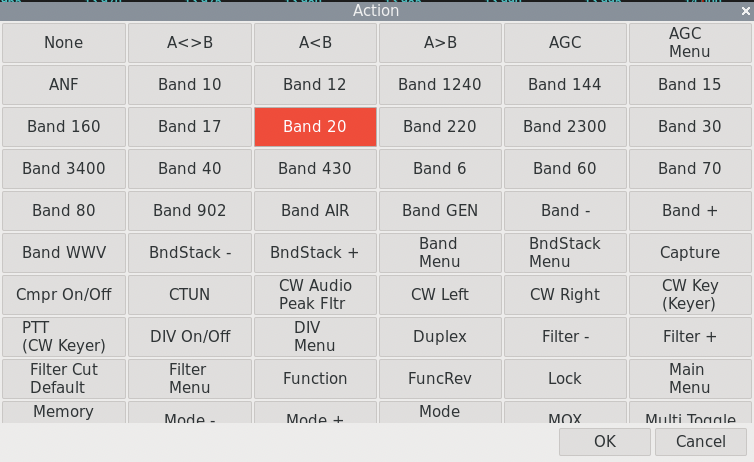 Action ×
None A<>B A<B A>B AGC AGC
Menu
ANF Band 10 Band 12 Band 1240 Band 144 Band 15
Band 160 Band 17 Band 20 Band 220 Band 2300 Band 30
Band 3400 Band 40 Band 430 Band 6 Band 60 Band 70
Band 80 Band 902 Band AIR Band GEN Band - Band +
Band WWV BndStack - BndStack + Band
Menu BndStack
Menu Capture
Cmpr On/Off CTUN CW Audio
Peak Fltr CW Left CW Right CW Key
(Keyer)
PTT
(CW Keyer) DIV On/Off DIV
Menu Duplex Filter - Filter +
Filter Cut
Default Filter
Menu Function FuncRev Lock Main
Menu
Memory Mode - Mode + Mode MOX Multi Toggle
OK Cancel